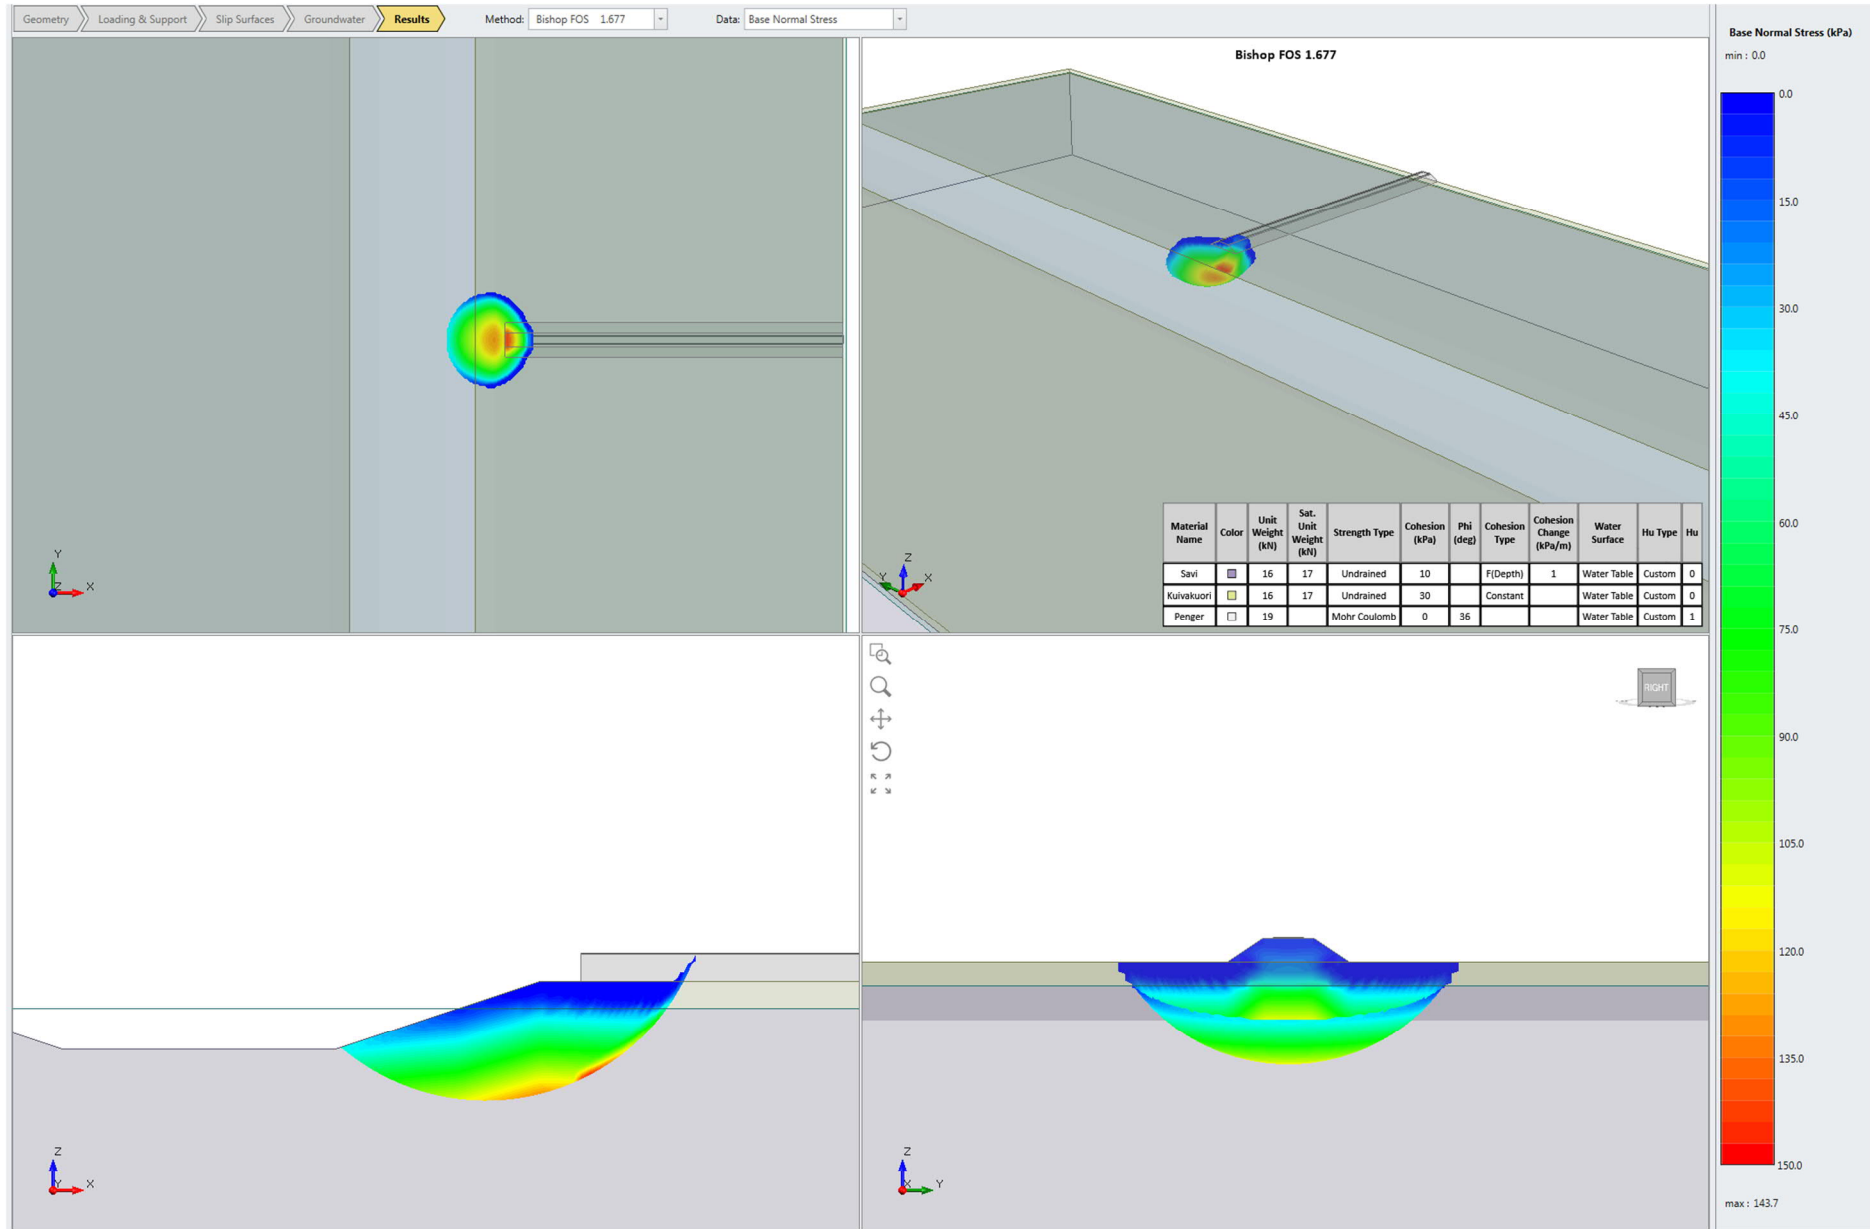 Geometry Loading & Support Slip Surfaces Groundwater Results Method: Bishop FOS 1.677 Data: Base Normal Stress
Bishop FOS 1.677
Y
Z X
Z
Y X
Material Name Color Unit Weight (kN) Sat. Unit Weight (kN) Strength Type Cohesion (kPa) Phi (deg) Cohesion Type Cohesion Change (kPa/m) Water Surface Hu Type Hu
Savi 16 17 Undrained 10 F(Depth) 1 Water Table Custom 0
Kuivakuori 16 17 Undrained 30 Constant Water Table Custom 0
Penger 19 Mohr Coulomb 0 36 Water Table Custom 1
RIGHT
Z
Y X
Z
X Y
Base Normal Stress (kPa)
min : 0.0
0.0
15.0
30.0
45.0
60.0
75.0
90.0
105.0
120.0
135.0
150.0
max : 143.7